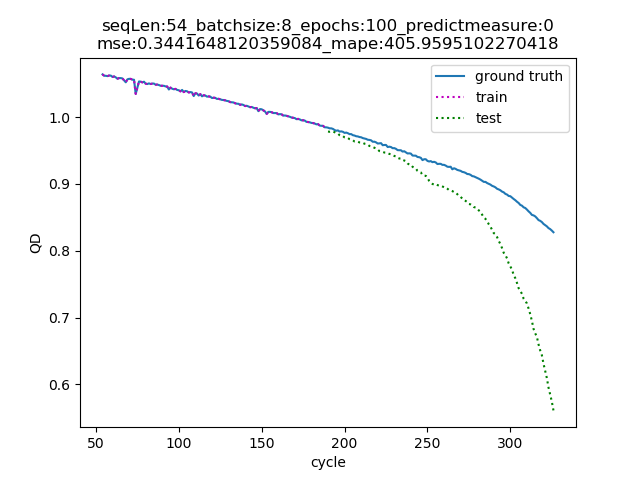 seqLen:54_batchsize:8_epochs:100_predictmeasure:0
mse:0.3441648120359084_mape:405.9595102270418
ground truth
train
test
1.0
0.9
0.8
0.7
0.6
QD
50 100 150 200 250 300
cycle